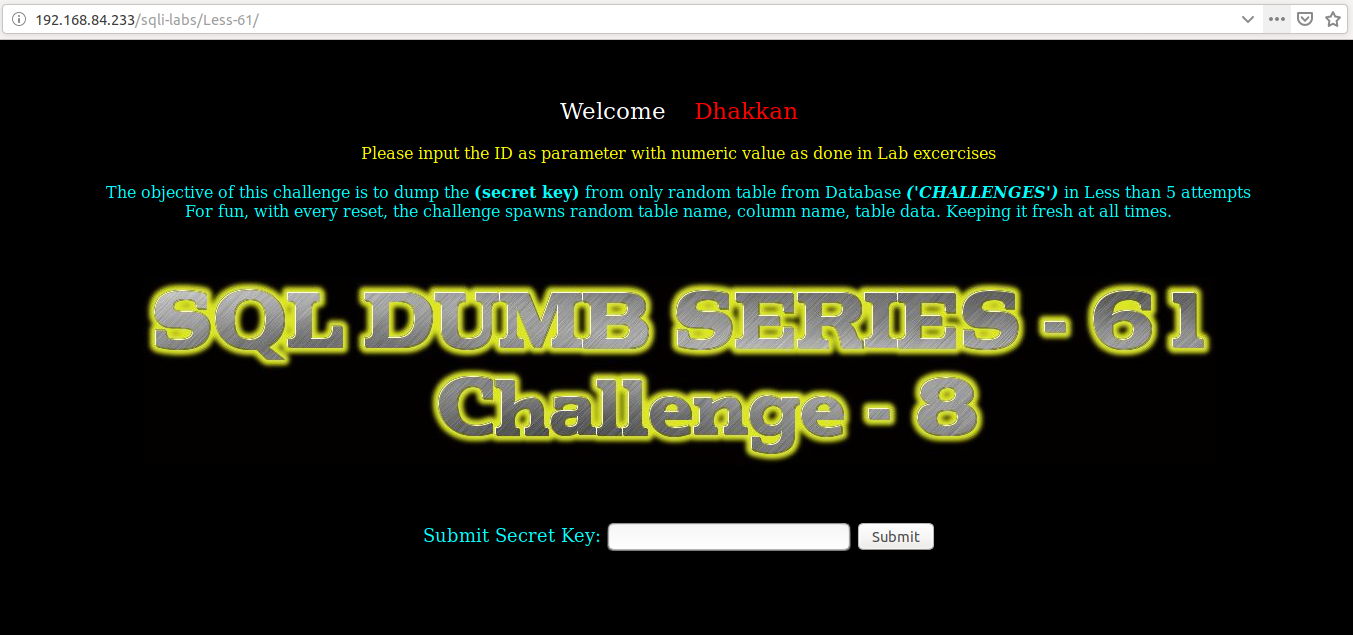 192.168.84.233/sqli-labs/Less-61/
Welcome Dhakkan
Please input the ID as parameter with numeric value as done in Lab excercises
The objective of this challenge is to dump the (secret key) from only random table from Database ('CHALLENGES') in Less than 5 attempts
For fun, with every reset, the challenge spawns random table name, column name, table data. Keeping it fresh at all times.
SQL DUMB SERIES - 61
Challenge - 8
Submit Secret Key: Submit